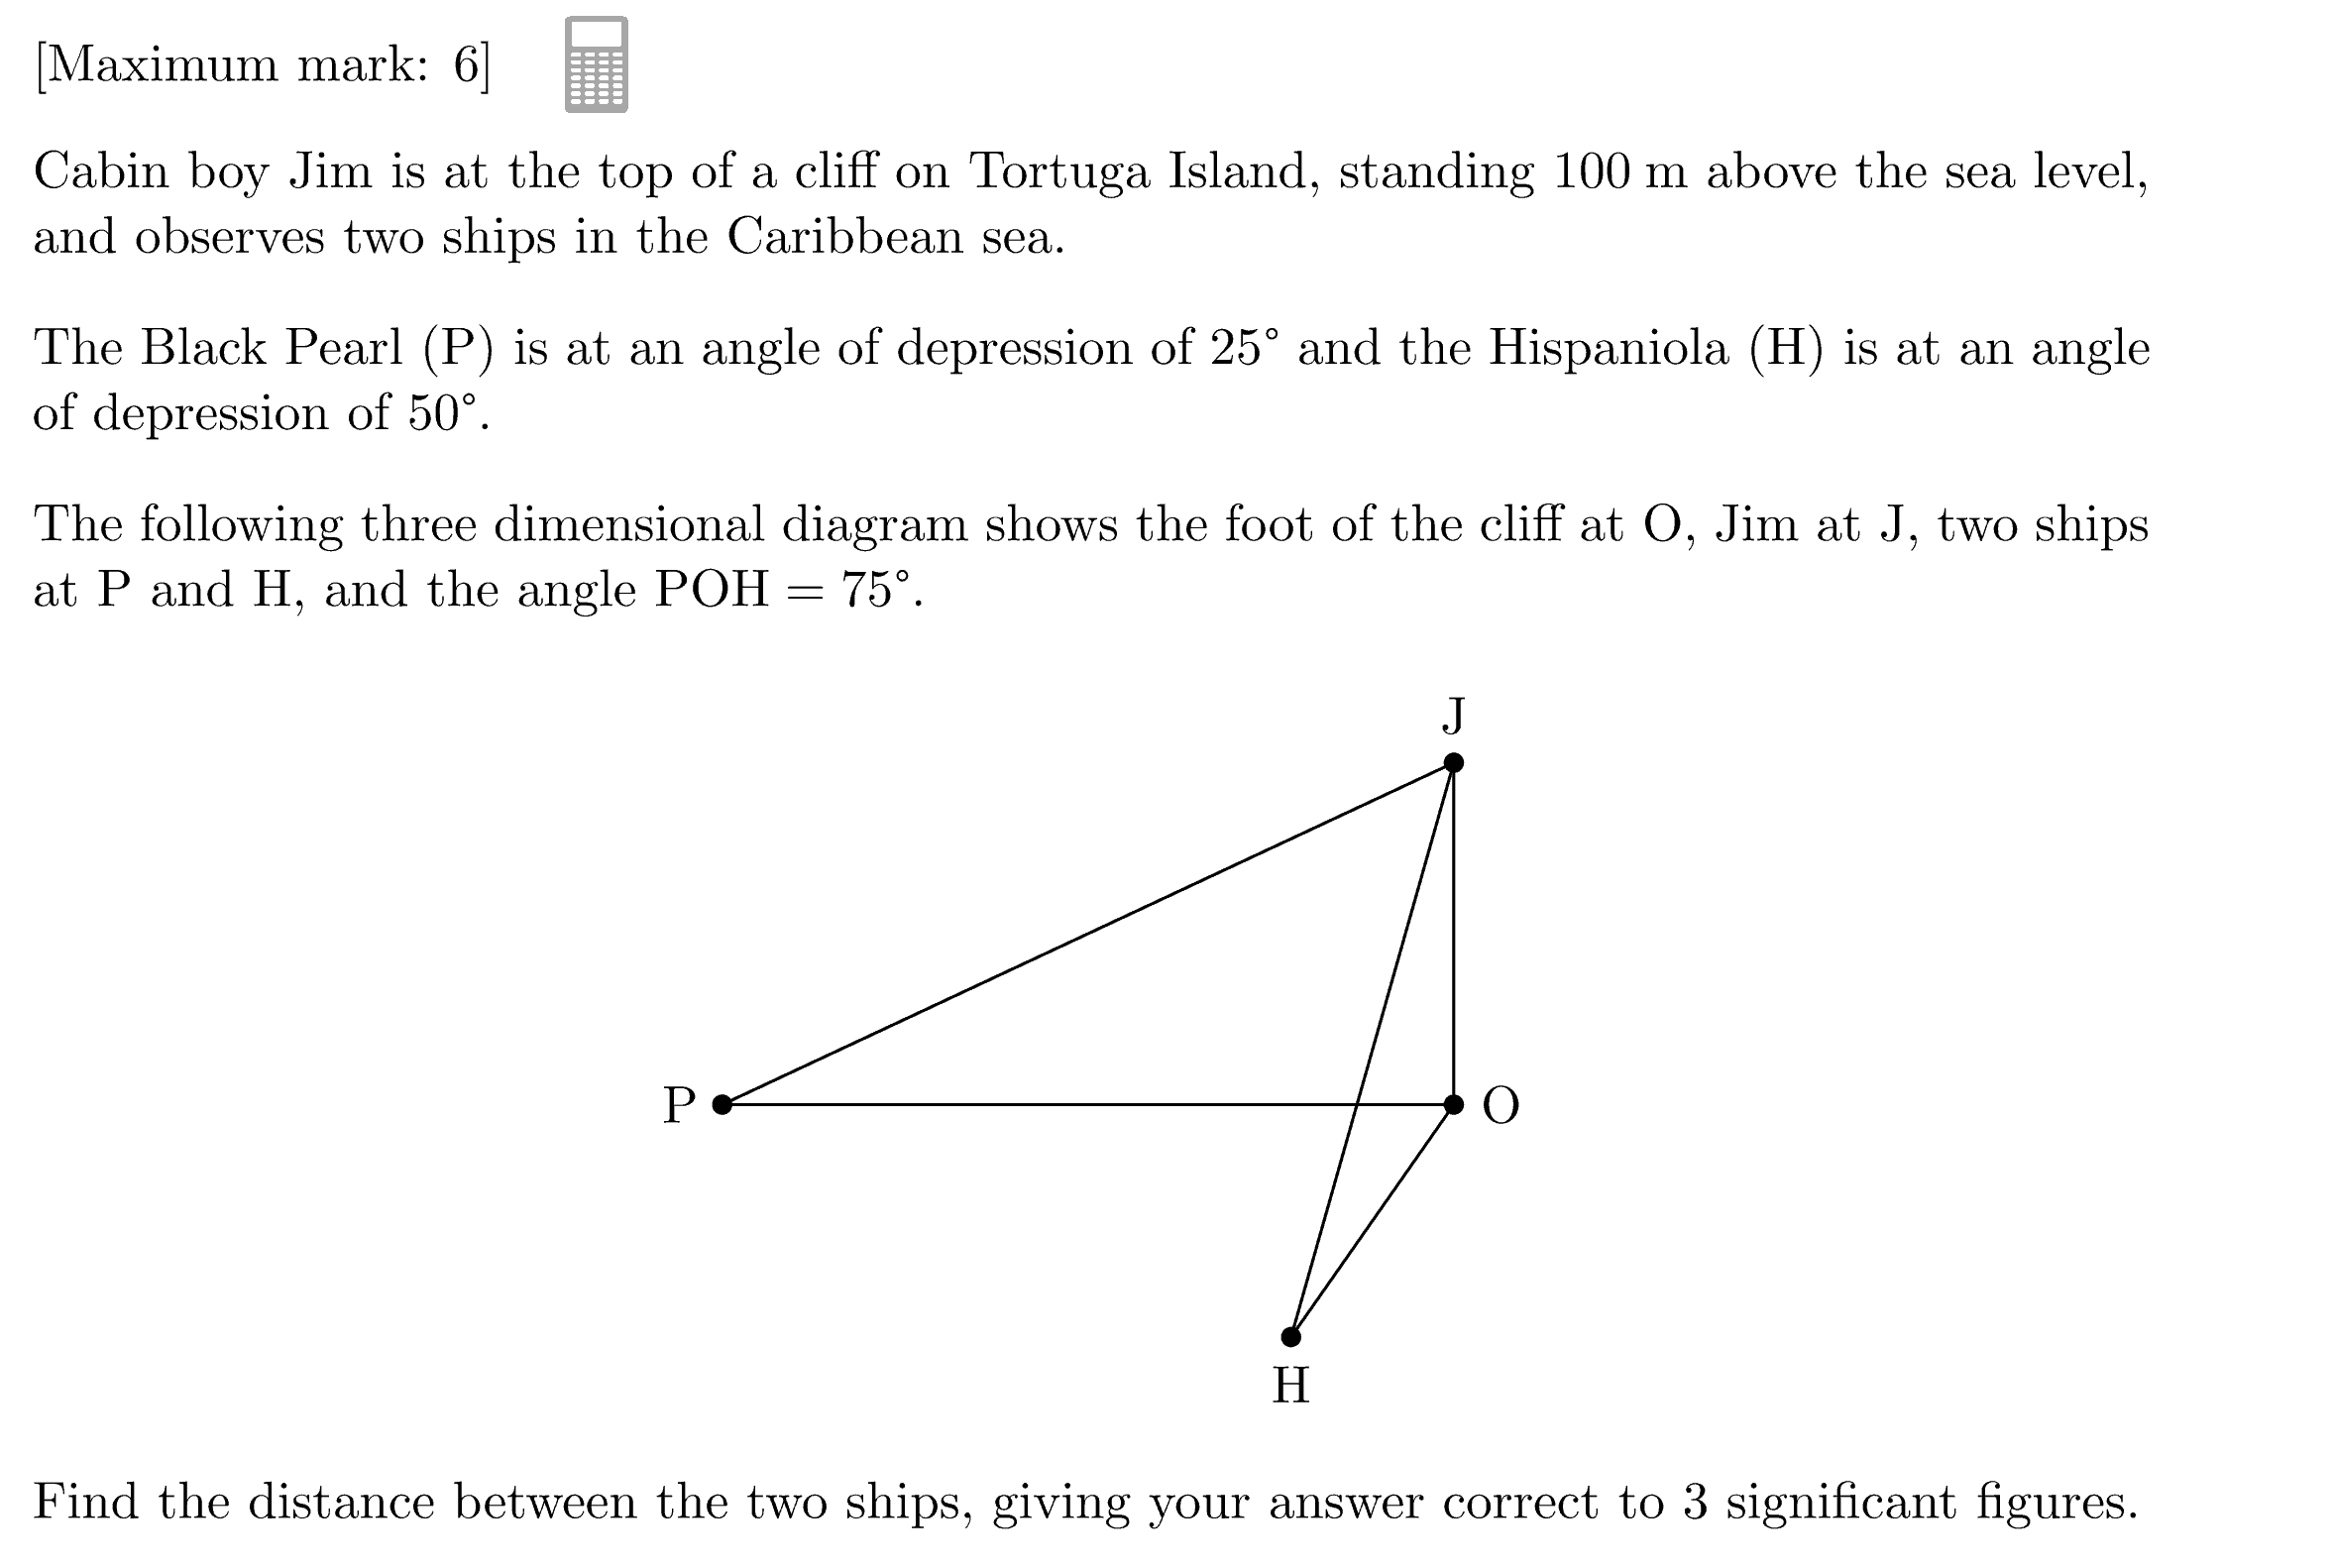 [Maximum mark: 6]
Cabin boy Jim is at the top of a cliff on Tortuga Island, standing 100 m above the sea level,
and observes two ships in the Caribbean sea.
The Black Pearl (P) is at an angle of depression of 25° and the Hispaniola (H) is at an angle
of depression of 50°.
The following three dimensional diagram shows the foot of the cliff at O, Jim at J, two ships
at P and H, and the angle POH = 75°.
J
P
O
H
Find the distance between the two ships, giving your answer correct to 3 significant figures.